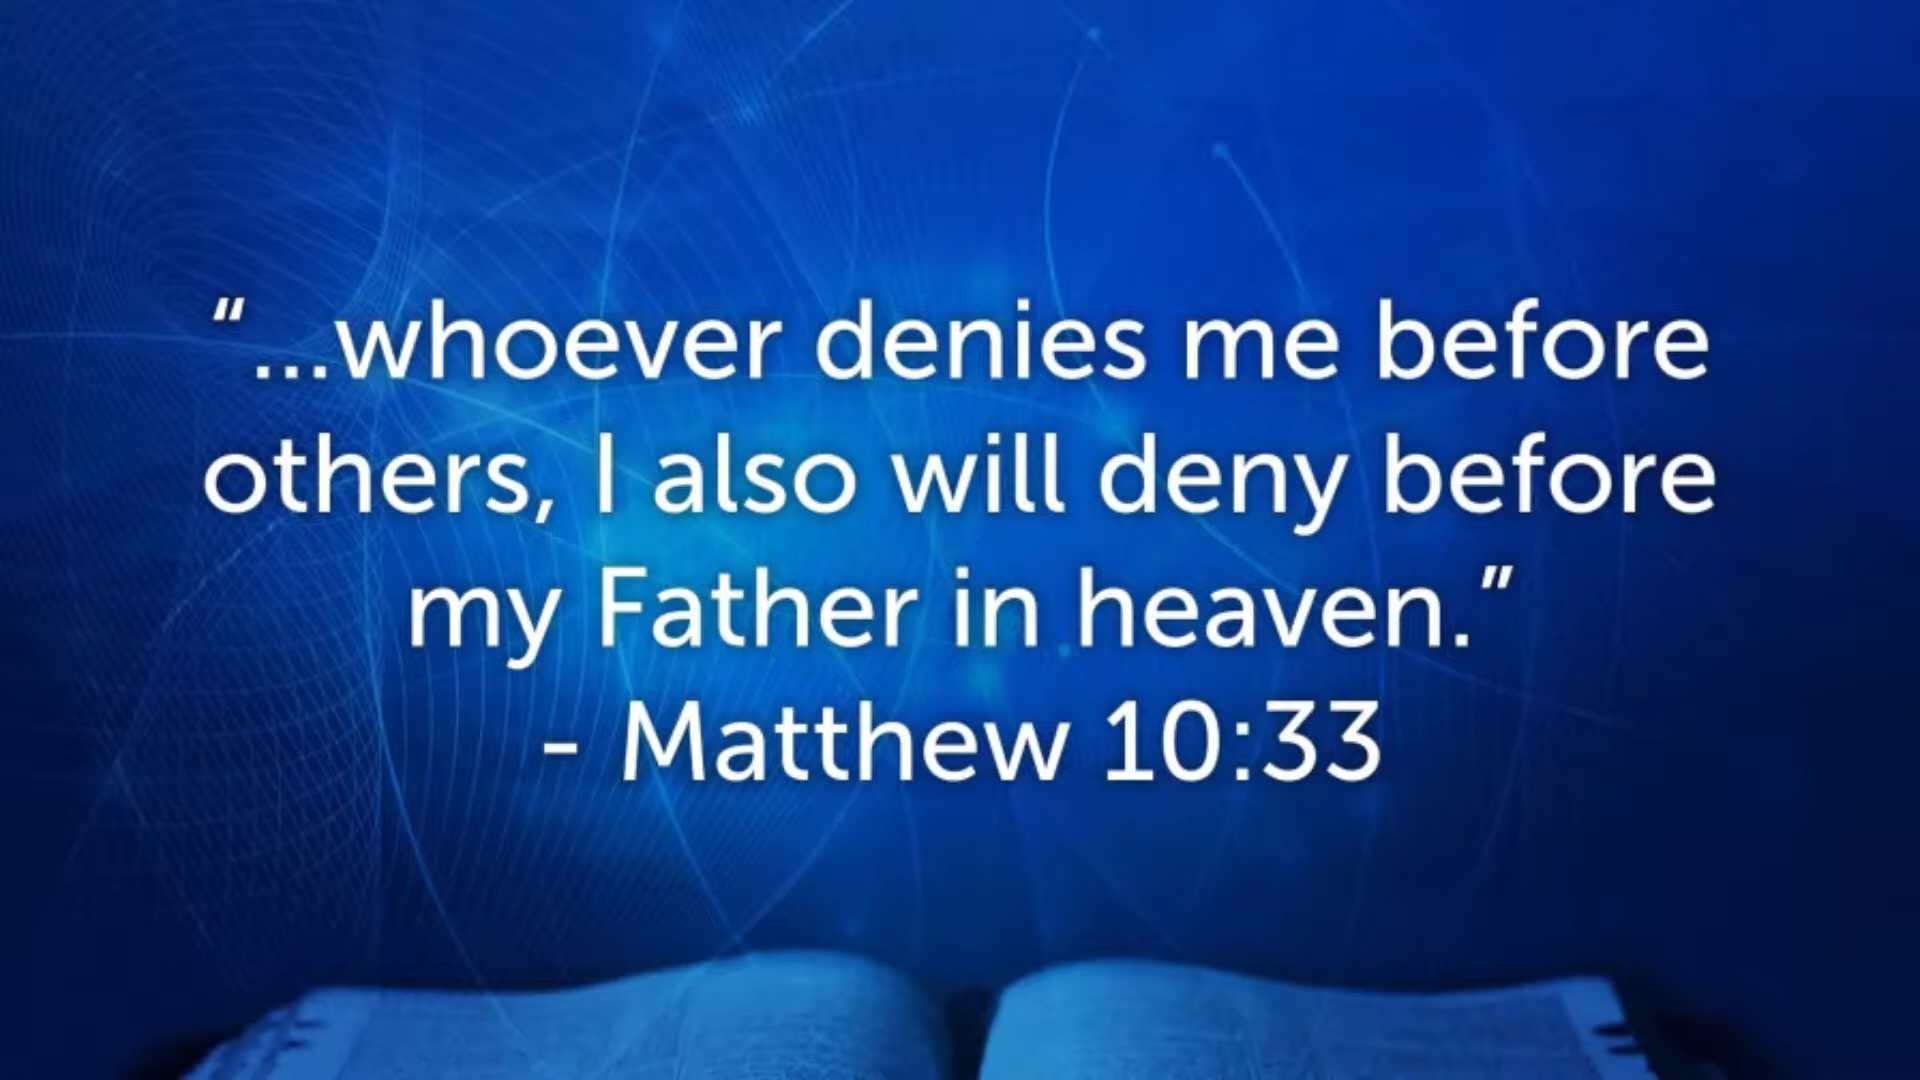 “...whoever denies me before
others, I also will deny before
my Father in heaven.”
- Matthew 10:33